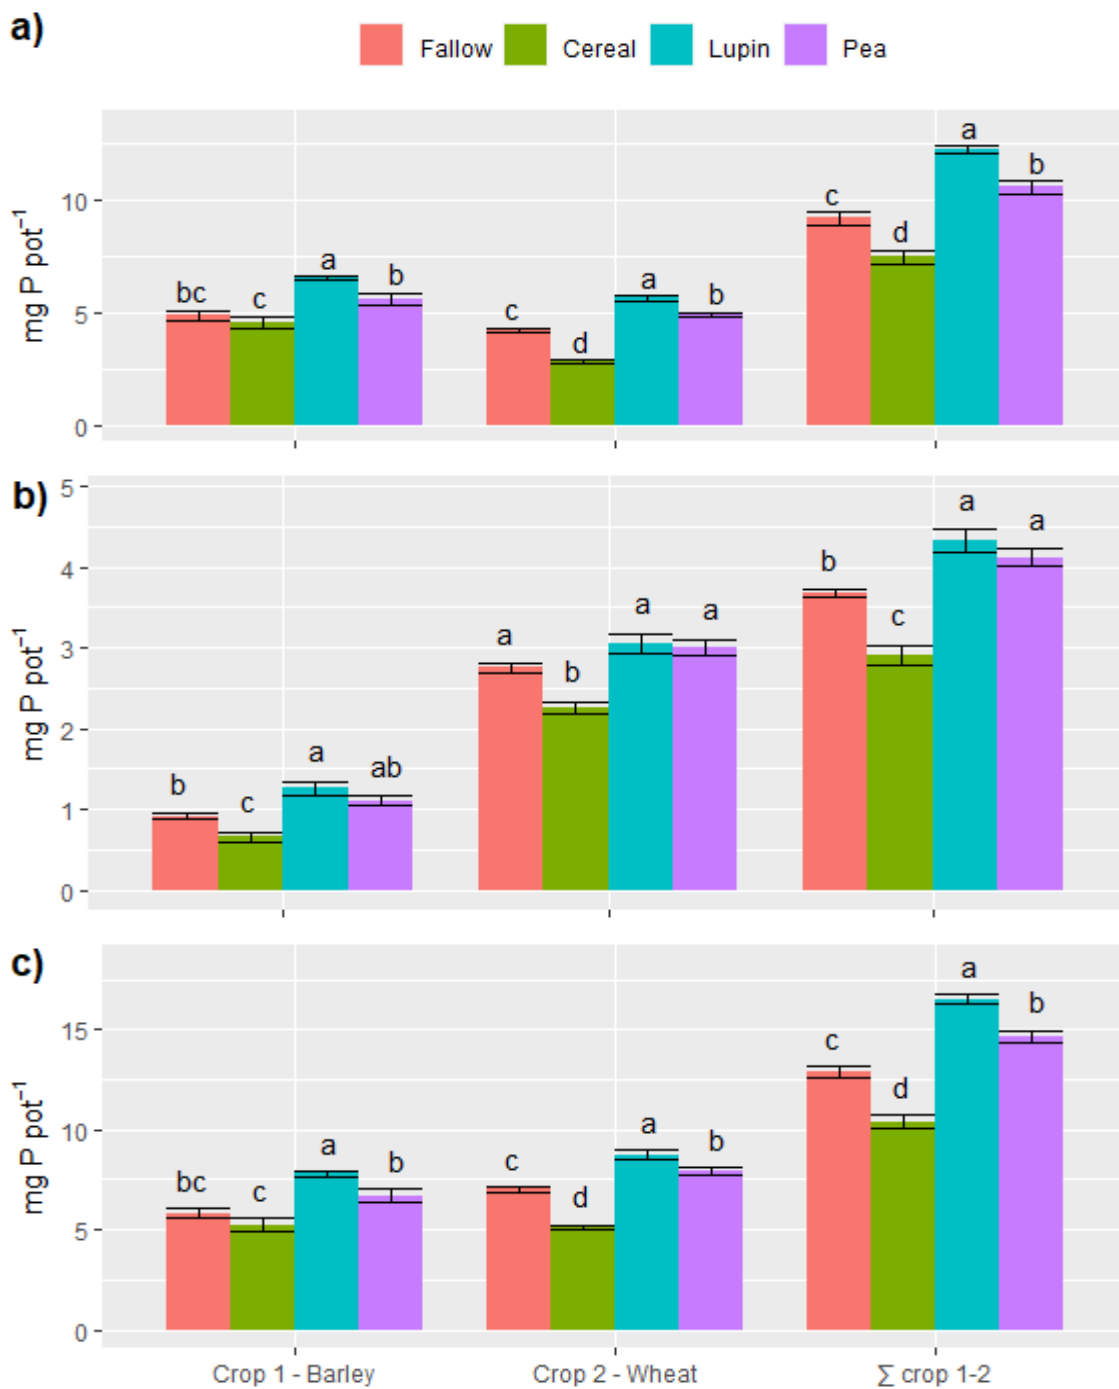 a)
Fallow Cereal Lupin Pea
mg P pot⁻¹
10
5
0
bc c a b
c d a b
c d a b
b)
mg P pot⁻¹
5
4
3
2
1
0
b c a ab
a b a a
b c a a
c)
mg P pot⁻¹
15
10
5
0
bc c a b
c d a b
c d a b
Crop 1 - Barley Crop 2 - Wheat ∑ crop 1-2